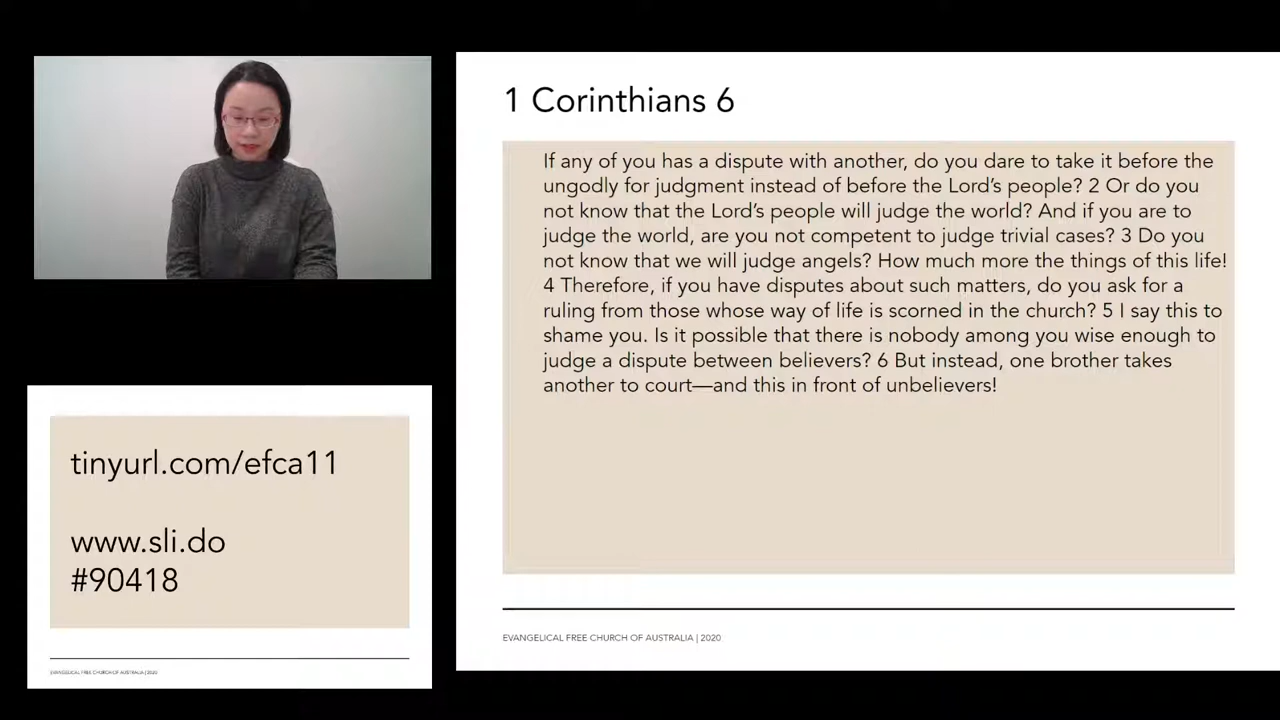 1 Corinthians 6
If any of you has a dispute with another, do you dare to take it before the
ungodly for judgment instead of before the Lord’s people? 2 Or do you
not know that the Lord’s people will judge the world? And if you are to
judge the world, are you not competent to judge trivial cases? 3 Do you
not know that we will judge angels? How much more the things of this life!
4 Therefore, if you have disputes about such matters, do you ask for a
ruling from those whose way of life is scorned in the church? 5 I say this to
shame you. Is it possible that there is nobody among you wise enough to
judge a dispute between believers? 6 But instead, one brother takes
another to court—and this in front of unbelievers!
EVANGELICAL FREE CHURCH OF AUSTRALIA | 2020
tinyurl.com/efca11
www.sli.do
#90418
EVANGELICAL FREE CHURCH OF AUSTRALIA | 2020